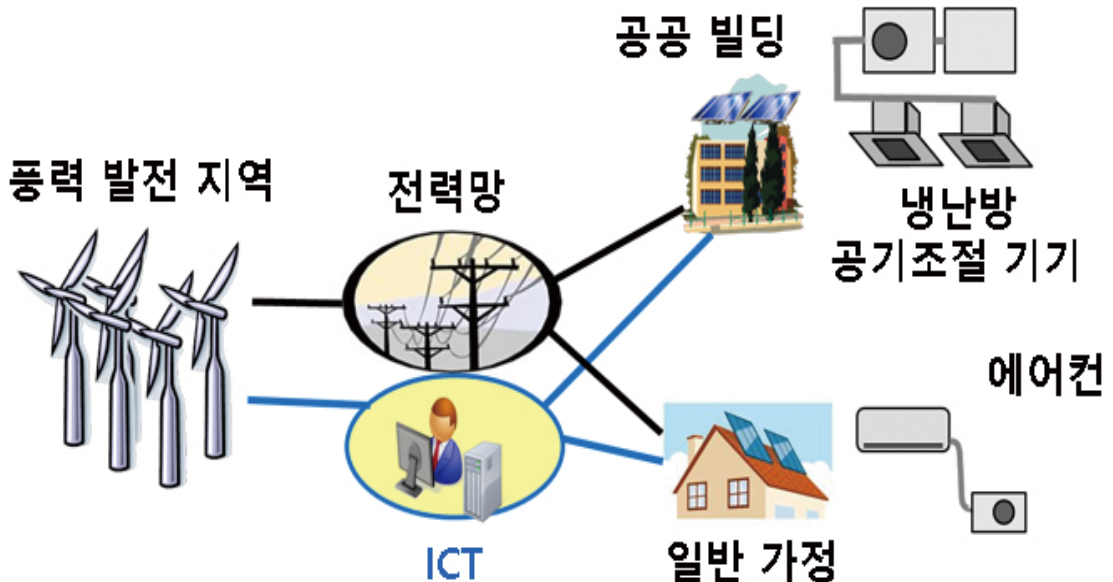 공공 빌딩
풍력 발전 지역
전력망
냉난방
공기조절 기기
에어컨
ICT
일반 가정